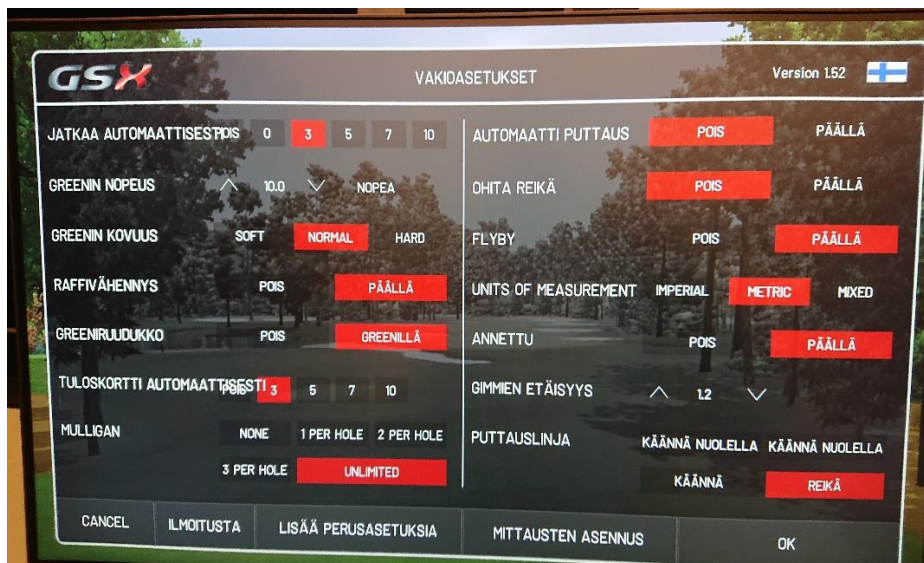 GSX
VAKIOASETUKSET
Version 1.52
JATKAA AUTOMAATTISESTI POIS 0 3 5 7 10
GREENIN NOPEUS 10.0 NOPEA
GREENIN KOVUUS SOFT NORMAL HARD
RAFFIVÄHENNYS POIS PÄÄLLÄ
GREENIRUUDUKKO POIS GREENILLÄ
TULOSKORTTI AUTOMAATTISESTI POIS 3 5 7 10
MULLIGAN NONE 1 PER HOLE 2 PER HOLE
3 PER HOLE UNLIMITED
AUTOMAATTI PUTTAUS POIS PÄÄLLÄ
OHITA REIKÄ POIS PÄÄLLÄ
FLYBY POIS PÄÄLLÄ
UNITS OF MEASUREMENT IMPERIAL METRIC MIXED
ANNETTU POIS PÄÄLLÄ
GIMMIEN ETÄISYYS 1.2
PUTTAUSLINJA KÄÄNNÄ NUOLELLA KÄÄNNÄ NUOLELLA
KÄÄNNÄ REIKÄ
CANCEL ILMOITUSTA LISÄÄ PERUSASETUKSIA MITTAUSTEN ASENNUS OK